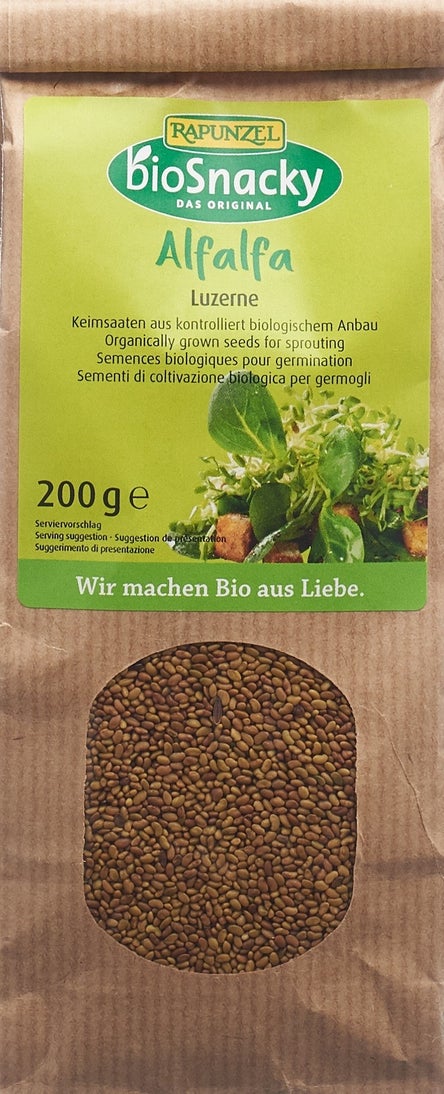 RAPUNZEL
bioSnacky
DAS ORIGINAL
Alfalfa
Luzerne
Keimsaaten aus kontrolliert biologischem Anbau
Organically grown seeds for sprouting
Semences biologiques pour germination
Sementi di coltivazione biologica per germogli
200 g e
Serviervorschlag
Serving suggestion - Suggestion de présentation
Suggerimento di presentazione
Wir machen Bio aus Liebe.